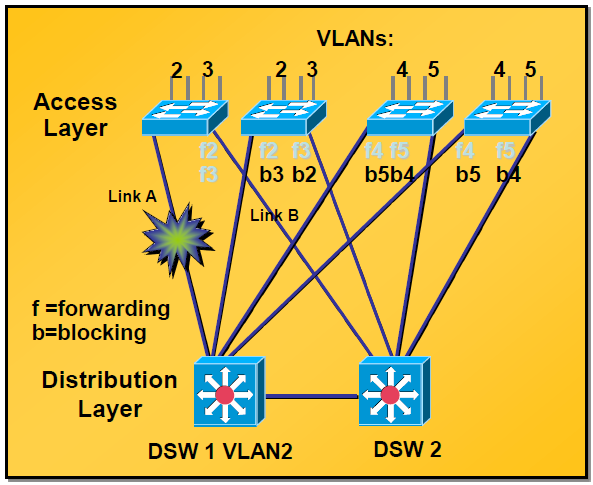 VLANs:
2 3 2 3 4 5 4 5
Access
Layer
f2 f2 f3 f4 f5 f4 f5
f3 b3 b2 b5b4 b5 b4
Link A
Link B
f =forwarding
b=blocking
Distribution
Layer
DSW 1 VLAN2
DSW 2